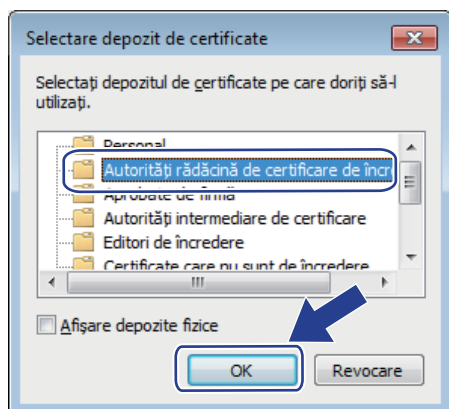 Selectare depozit de certificate
Selectați depozitul de certificate pe care doriți să-l
utilizați.
Personal
Autorități rădăcină de certificare de încr
Aprobate de firmă
Autorități intermediare de certificare
Editori de încredere
Certificate care nu sunt de încredere
Afișare depozite fizice
OK
Revocare